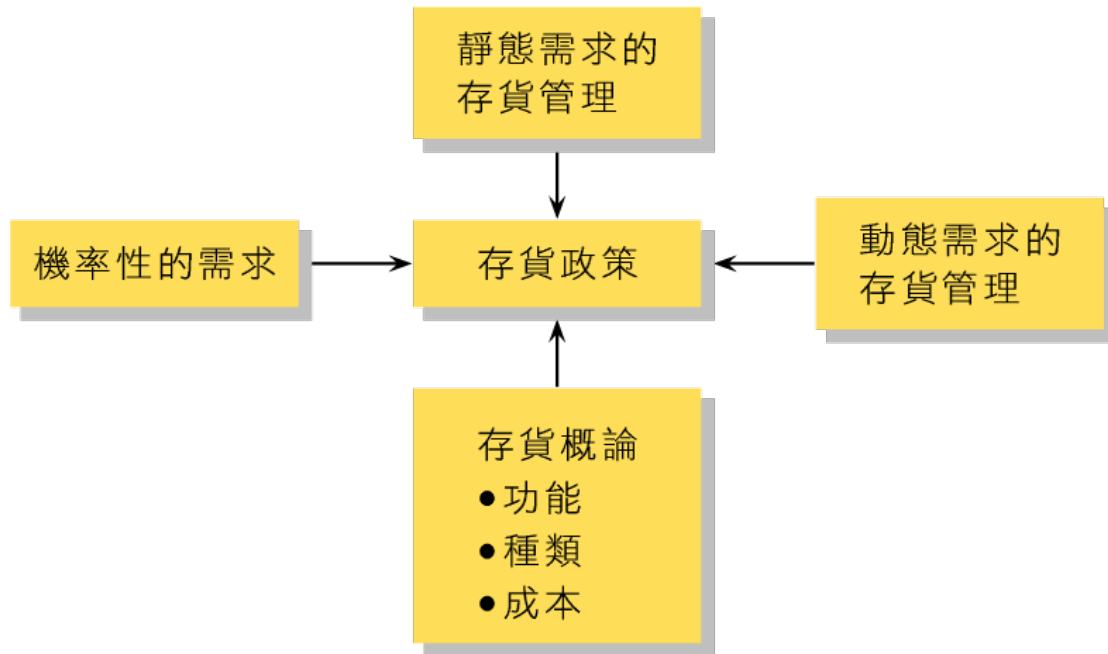 靜態需求的
存貨管理
機率性的需求
存貨政策
動態需求的
存貨管理
存貨概論
●功能
●種類
●成本